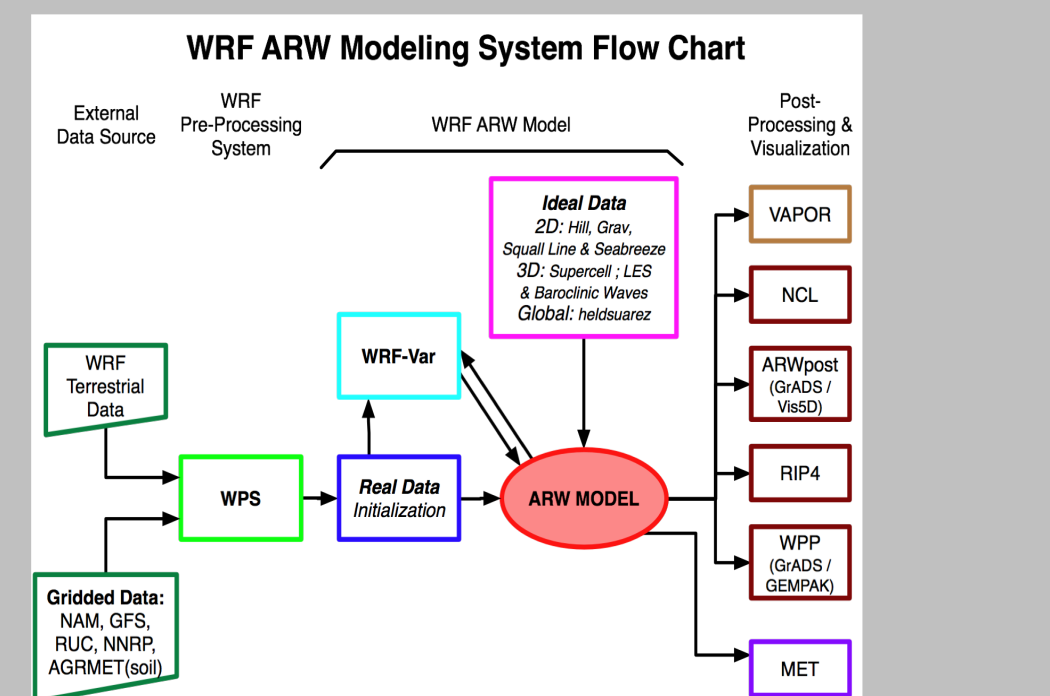 WRF ARW Modeling System Flow Chart
External
Data Source
WRF
Pre-Processing
System
WRF ARW Model
Post-
Processing &
Visualization
Ideal Data
2D: Hill, Grav,
Squall Line & Seabreeze
3D: Supercell ; LES
& Baroclinic Waves
Global: heldsuarez
VAPOR
NCL
ARWpost
(GrADS /
Vis5D)
RIP4
WPP
(GrADS /
GEMPAK)
MET
WRF-Var
WRF
Terrestrial
Data
WPS
Real Data
Initialization
ARW MODEL
Gridded Data:
NAM, GFS,
RUC, NNRP,
AGRMET(soil)